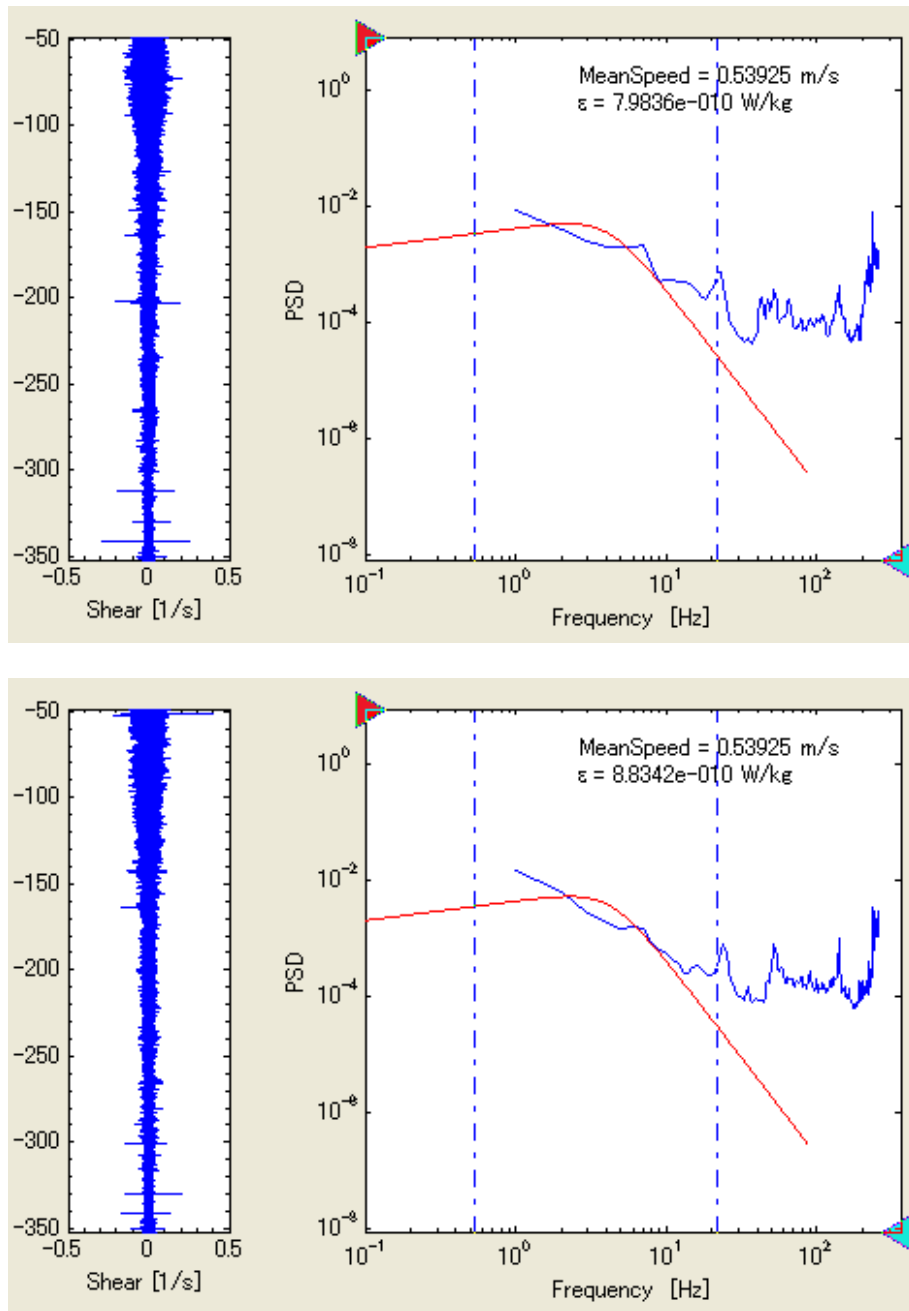 -50
-100
-150
-200
-250
-300
-350
-0.5 0 0.5
Shear [1/s]
PSD
10^0
10^-2
10^-4
10^-6
10^-8
MeanSpeed = 0.53925 m/s
ε = 7.9836e-010 W/kg
10^-1 10^0 10^1 10^2
Frequency [Hz]
-50
-100
-150
-200
-250
-300
-350
-0.5 0 0.5
Shear [1/s]
PSD
10^0
10^-2
10^-4
10^-6
10^-8
MeanSpeed = 0.53925 m/s
ε = 8.8342e-010 W/kg
10^-1 10^0 10^1 10^2
Frequency [Hz]